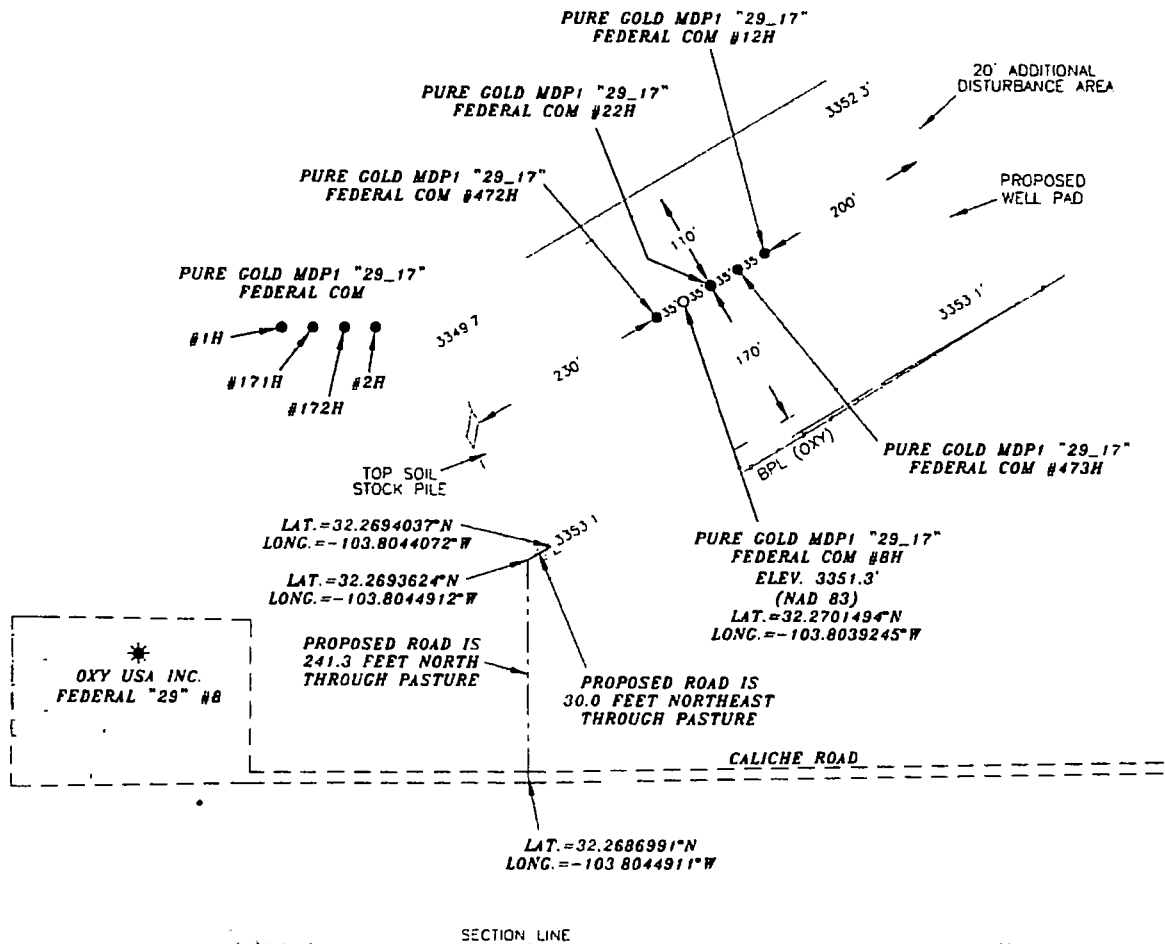 PURE GOLD MDP1 "29_17"
FEDERAL COM #12H
20' ADDITIONAL
DISTURBANCE AREA
PURE GOLD MDP1 "29_17"
FEDERAL COM #22H
3352 3'
PURE GOLD MDP1 "29_17"
FEDERAL COM #472H
PROPOSED
WELL PAD
200'
110'
PURE GOLD MDP1 "29_17"
FEDERAL COM
35' 35' 35' 35'
#1H
#171H
#172H
#2H
3349 7
3353 1'
230'
170'
BPL (OXY)
PURE GOLD MDP1 "29_17"
FEDERAL COM #473H
TOP SOIL
STOCK PILE
LAT.=32.2694037°N
LONG.=-103.8044072°W
3353 1
PURE GOLD MDP1 "29_17"
FEDERAL COM #8H
ELEV. 3351.3'
(NAD 83)
LAT.=32.2701494°N
LONG.=-103.8039245°W
LAT.=32.2693624°N
LONG.=-103.8044912°W
PROPOSED ROAD IS
241.3 FEET NORTH
THROUGH PASTURE
OXY USA INC.
FEDERAL "29" #8
PROPOSED ROAD IS
30.0 FEET NORTHEAST
THROUGH PASTURE
CALICHE ROAD
LAT.=32.2686991°N
LONG.=-103 8044911°W
SECTION LINE